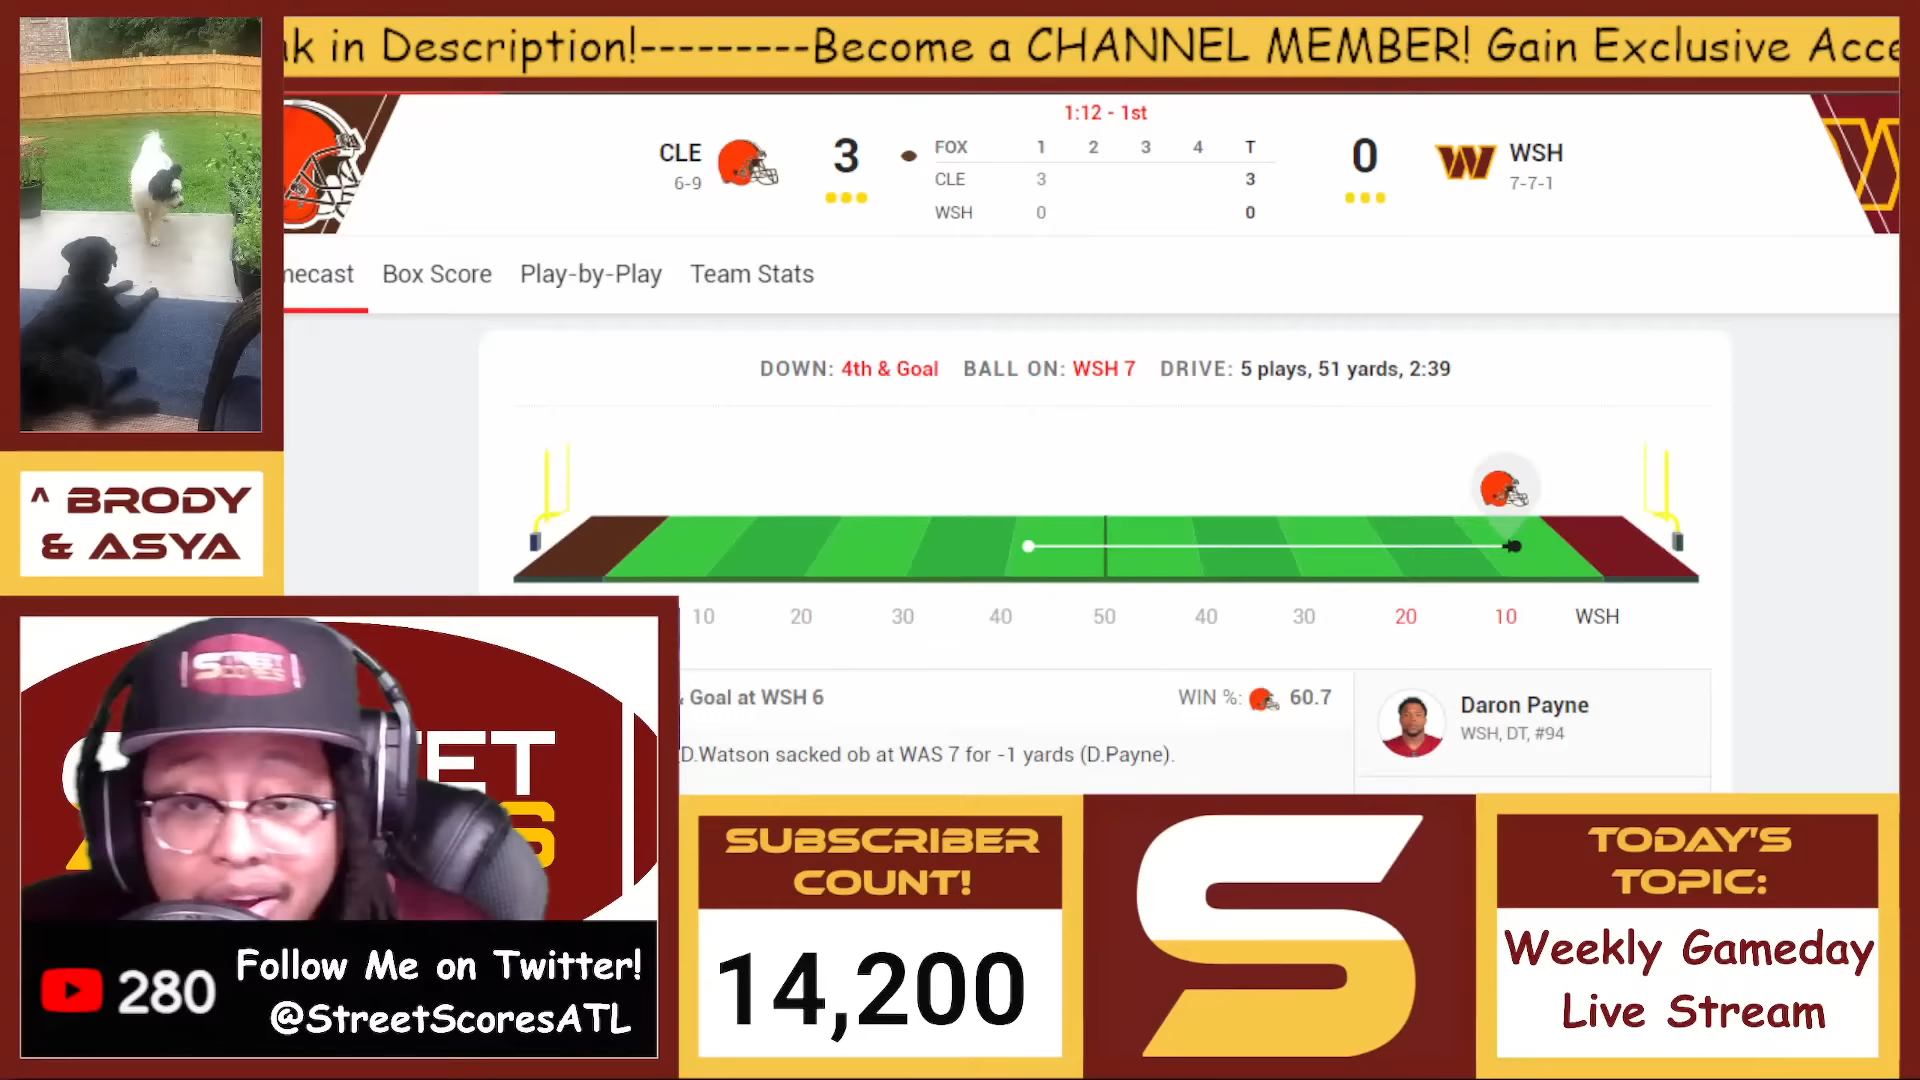 k in Description!---------Become a CHANNEL MEMBER! Gain Exclusive Acce
1:12 - 1st
CLE
6-9
3
FOX 1 2 3 4 T
CLE 3 3
WSH 0 0
0
WSH
7-7-1
necast Box Score Play-by-Play Team Stats
DOWN: 4th & Goal BALL ON: WSH 7 DRIVE: 5 plays, 51 yards, 2:39
^ BRODY
& ASYA
10 20 30 40 50 40 30 20 10 WSH
& Goal at WSH 6
WIN %: 60.7
D.Watson sacked ob at WAS 7 for -1 yards (D.Payne).
Daron Payne
WSH, DT, #94
STREET
SCORES
ET
S
280
Follow Me on Twitter!
@StreetScoresATL
SUBSCRIBER
COUNT!
14,200
S
TODAY'S
TOPIC:
Weekly Gameday
Live Stream